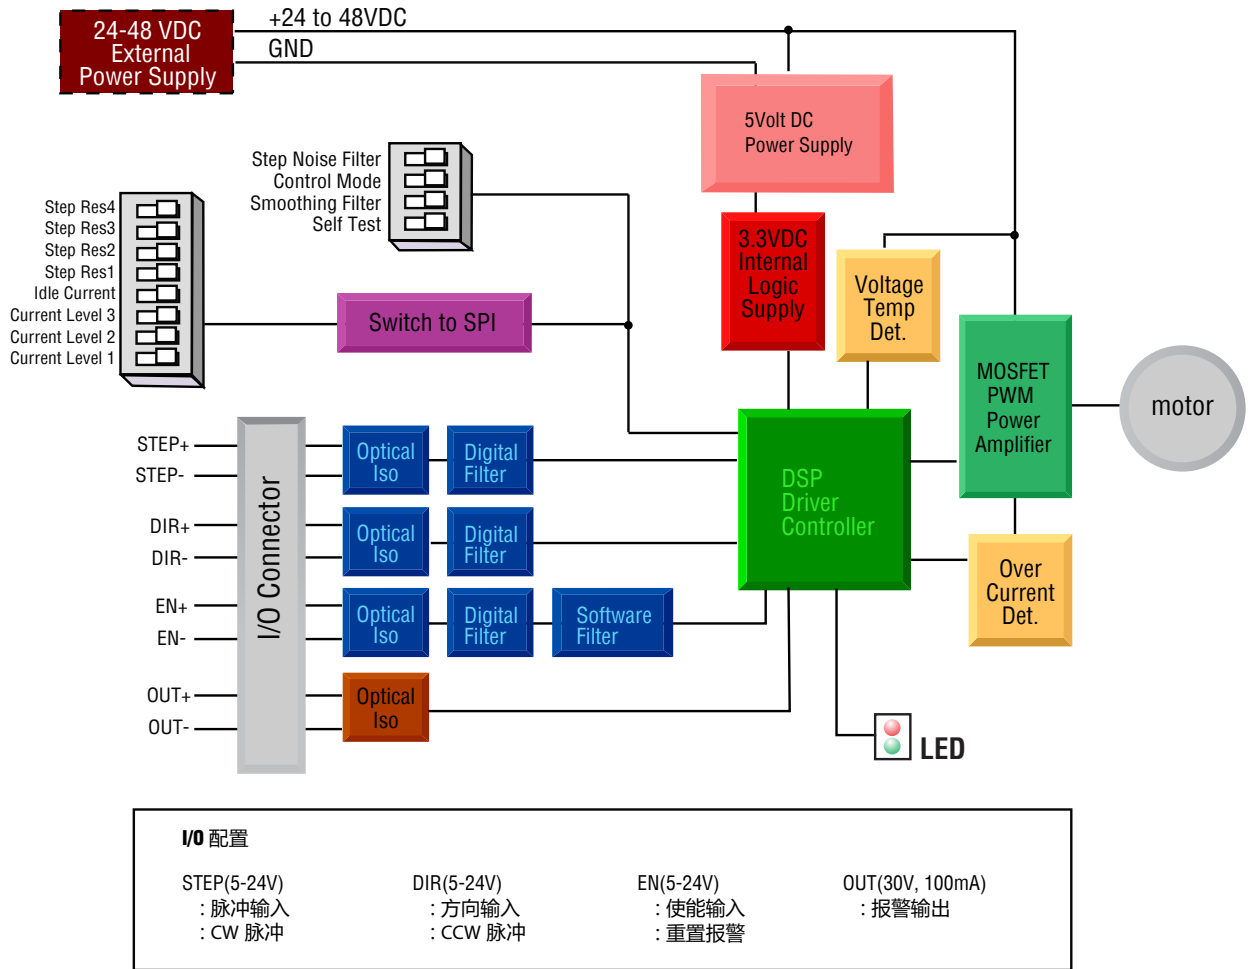 24-48 VDC
External
Power Supply
+24 to 48VDC
GND
5Volt DC
Power Supply
Step Noise Filter
Control Mode
Smoothing Filter
Self Test
Step Res4
Step Res3
Step Res2
Step Res1
Idle Current
Current Level 3
Current Level 2
Current Level 1
Switch to SPI
3.3VDC
Internal
Logic
Supply
Voltage
Temp
Det.
MOSFET
PWM
Power
Amplifier
motor
STEP+
STEP-
DIR+
DIR-
EN+
EN-
OUT+
OUT-
I/O Connector
Optical
Iso
Digital
Filter
Optical
Iso
Digital
Filter
Optical
Iso
Digital
Filter
Software
Filter
Optical
Iso
DSP
Driver
Controller
Over
Current
Det.
LED
I/O 配置
STEP(5-24V)
: 脉冲输入
: CW 脉冲
DIR(5-24V)
: 方向输入
: CCW 脉冲
EN(5-24V)
: 使能输入
: 重置报警
OUT(30V, 100mA)
: 报警输出